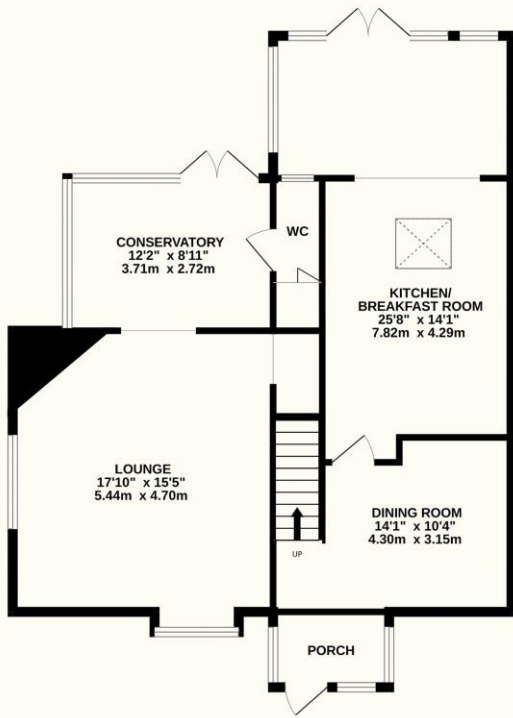 WC
CONSERVATORY
12'2" x 8'11"
3.71m x 2.72m
KITCHEN/
BREAKFAST ROOM
25'8" x 14'1"
7.82m x 4.29m
LOUNGE
17'10" x 15'5"
5.44m x 4.70m
DINING ROOM
14'1" x 10'4"
4.30m x 3.15m
UP
PORCH